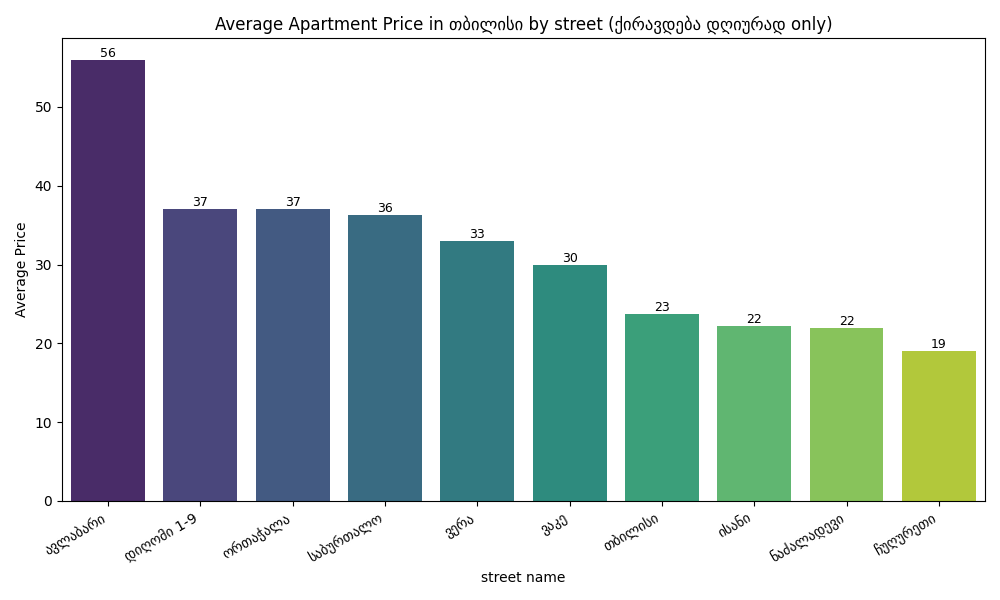 Average Apartment Price in თბილისი by street (ქირავდება დღიურად only)
Average Price
50
40
30
20
10
0
56
37
37
36
33
30
23
22
22
19
ავლაბარი
დიღომი 1-9
ორთაჭალა
საბურთალო
ვერა
ვაკე
თბილისი
ისანი
ნაძალადევი
ჩუღურეთი
street name